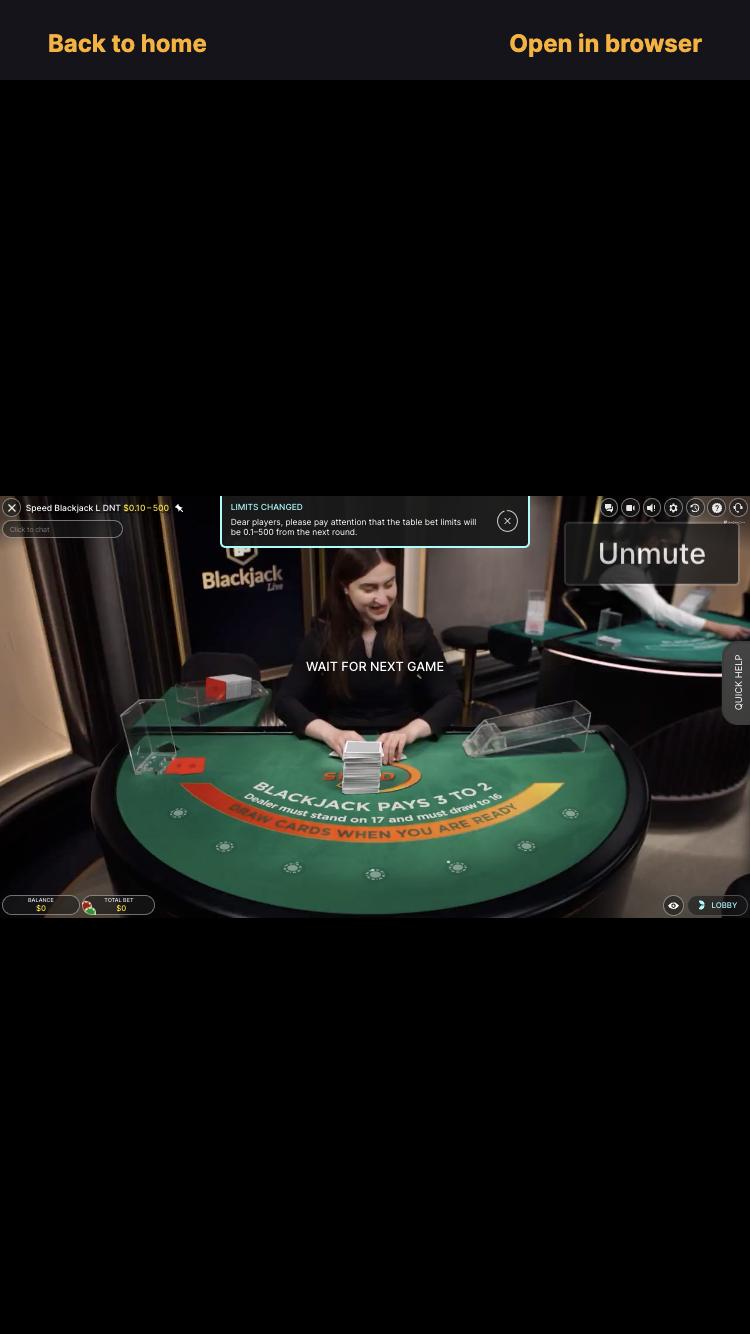 Back to home
Open in browser
Speed Blackjack L DNT $0.10–500
LIMITS CHANGED
Dear players, please pay attention that the table bet limits will
be 0.1–500 from the next round.
Click to chat
Unmute
Blackjack
Live
WAIT FOR NEXT GAME
QUICK HELP
BLACKJACK PAYS 3 TO 2
Dealer must stand on 17 and must draw to 16
DRAW CARDS WHEN YOU ARE READY
BALANCE
$0
TOTAL BET
$0
LOBBY